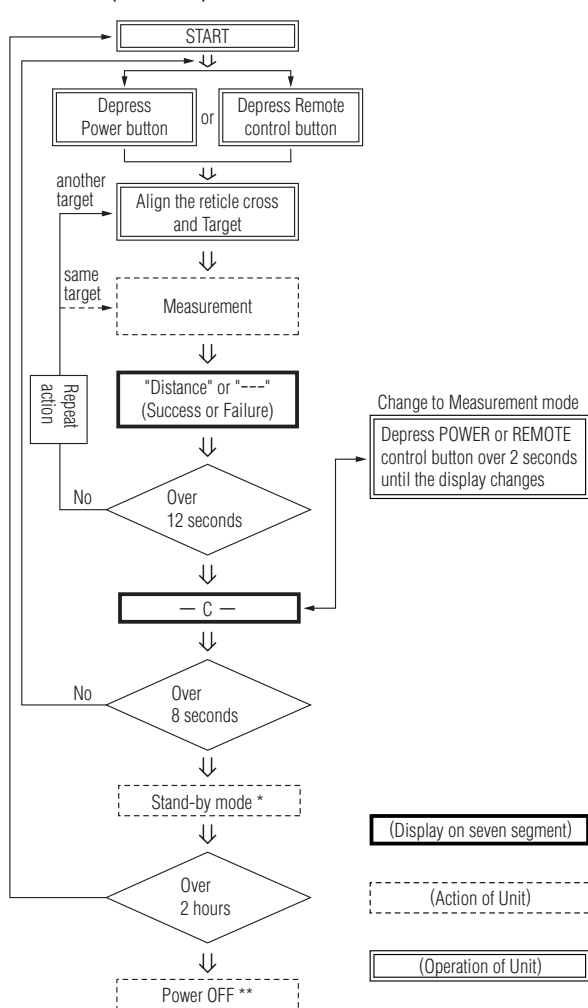 START
Depress
Power button
or
Depress Remote
control button
another
target
Align the reticle cross
and Target
same
target
Measurement
Repeat
action
"Distance" or "---"
(Success or Failure)
Change to Measurement mode
Depress POWER or REMOTE
control button over 2 seconds
until the display changes
No
Over
12 seconds
— C —
No
Over
8 seconds
Stand-by mode *
(Display on seven segment)
Over
2 hours
(Action of Unit)
Power OFF **
(Operation of Unit)